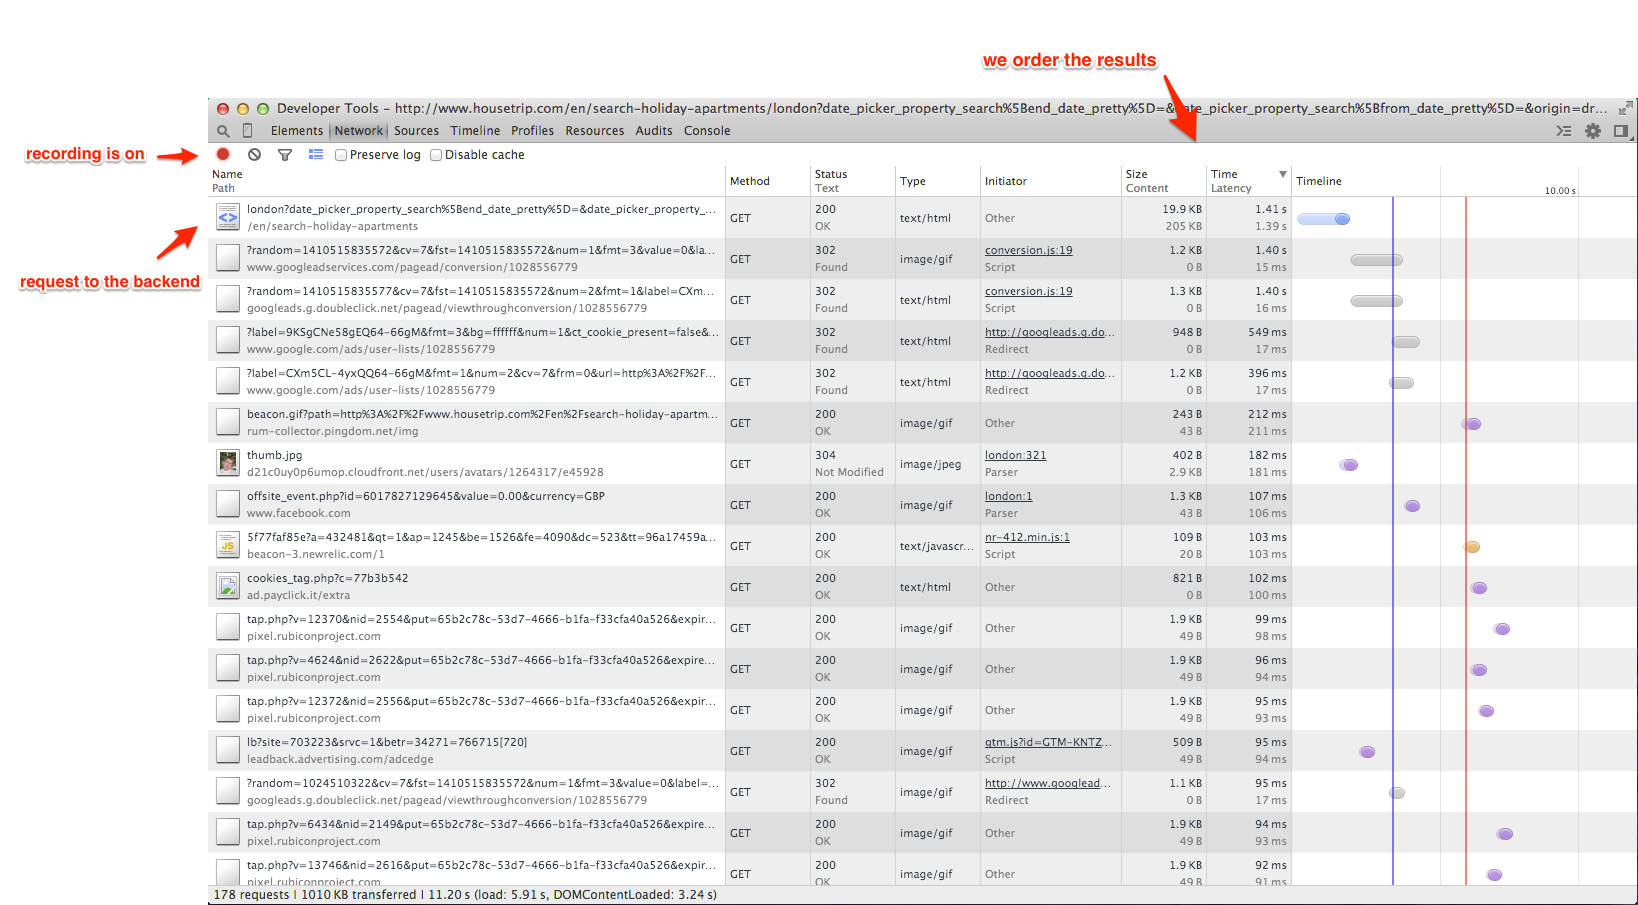 we order the results
Developer Tools - http://www.housetrip.com/en/search-holiday-apartments/london?date_picker_property_search%5Bend_date_pretty%5D=&date_picker_property_search%5Bfrom_date_pretty%5D=&origin=dr...
Elements Network Sources Timeline Profiles Resources Audits Console
recording is on
Preserve log Disable cache
Name Method Status Type Initiator Size Time Timeline
Path Text Content Latency 10.00 s
london?date_picker_property_search%5Bend_date_pretty%5D=&date_picker_property_... GET 200 text/html Other 19.9 KB 1.41 s
/en/search-holiday-apartments OK 205 KB 1.39 s
request to the backend
?random=1410515835572&cv=7&fst=1410515835572&num=1&fmt=3&value=0&la... GET 302 image/gif conversion.js:19 1.2 KB 1.40 s
www.googleadservices.com/pagead/conversion/1028556779 Found Script 0 B 15 ms
?random=1410515835577&cv=7&fst=1410515835577&num=2&fmt=1&label=CXm... GET 302 text/html conversion.js:19 1.3 KB 1.40 s
googleads.g.doubleclick.net/pagead/viewthroughconversion/1028556779 Found Script 0 B 16 ms
?label=9KSgCNe58gEQ64-66gM&fmt=3&bg=ffffff&num=1&ct_cookie_present=false&... GET 302 text/html http://googleads.g.do... 948 B 549 ms
www.google.com/ads/user-lists/1028556779 Found Redirect 0 B 17 ms
?label=CXm5CL-4yxQQ64-66gM&fmt=1&num=2&cv=7&frm=0&url=http%3A%2F%2F... GET 302 text/html http://googleads.g.do... 1.2 KB 396 ms
www.google.com/ads/user-lists/1028556779 Found Redirect 0 B 17 ms
beacon.gif?path=http%3A%2F%2Fwww.housetrip.com%2Fen%2Fsearch-holiday-apartm... GET 200 image/gif Other 243 B 212 ms
rum-collector.pingdom.net/img OK 43 B 211 ms
thumb.jpg GET 304 image/jpeg london:321 402 B 182 ms
d21c0uy0p6umop.cloudfront.net/users/avatars/1264317/e45928 Not Modified Parser 2.9 KB 181 ms
offsite_event.php?id=6017827129645&value=0.00&currency=GBP GET 200 image/gif london:1 1.3 KB 107 ms
www.facebook.com OK Parser 43 B 106 ms
5f77faf85e?a=432481&qt=1&ap=1245&be=1526&fe=4090&dc=523&tt=96a17459a... GET 200 text/javascr... nr-412.min.js:1 109 B 103 ms
beacon-3.newrelic.com/1 OK Script 20 B 103 ms
JS
cookies_tag.php?c=77b3b542 GET 200 text/html Other 821 B 102 ms
ad.payclick.it/extra OK 0 B 100 ms
tap.php?v=12370&nid=2554&put=65b2c78c-53d7-4666-b1fa-f33cfa40a526&expir... GET 200 image/gif Other 1.9 KB 99 ms
pixel.rubiconproject.com OK 49 B 98 ms
tap.php?v=4624&nid=2622&put=65b2c78c-53d7-4666-b1fa-f33cfa40a526&expire... GET 200 image/gif Other 1.9 KB 96 ms
pixel.rubiconproject.com OK 49 B 94 ms
tap.php?v=12372&nid=2556&put=65b2c78c-53d7-4666-b1fa-f33cfa40a526&expir... GET 200 image/gif Other 1.9 KB 95 ms
pixel.rubiconproject.com OK 49 B 93 ms
lb?site=703223&srvc=1&betr=34271=766715[720] GET 200 image/gif gtm.js?id=GTM-KNTZ... 509 B 95 ms
leadback.advertising.com/adcedge OK Script 49 B 94 ms
?random=1024510322&cv=7&fst=1410515835572&num=1&fmt=3&value=0&label=... GET 302 image/gif http://www.googlead... 1.1 KB 95 ms
googleads.g.doubleclick.net/pagead/viewthroughconversion/1028556779 Found Redirect 0 B 17 ms
tap.php?v=6434&nid=2149&put=65b2c78c-53d7-4666-b1fa-f33cfa40a526&expire... GET 200 image/gif Other 1.9 KB 94 ms
pixel.rubiconproject.com OK 49 B 93 ms
tap.php?v=13746&nid=2616&put=65b2c78c-53d7-4666-b1fa-f33cfa40a526&expir... GET 200 image/gif Other 1.9 KB 92 ms
pixel.rubiconproject.com OK 49 B 91 ms
178 requests | 1010 KB transferred | 11.20 s (load: 5.91 s, DOMContentLoaded: 3.24 s)